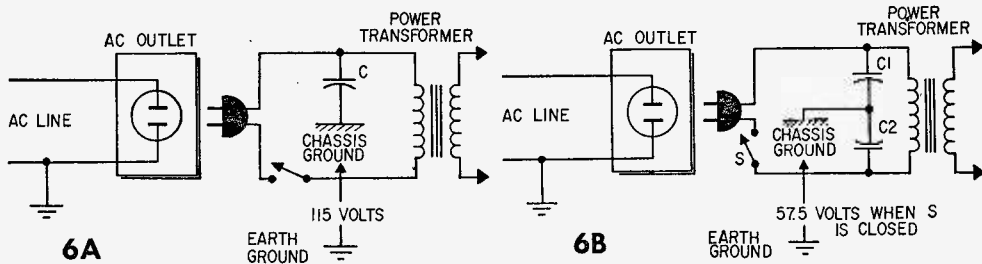 POWER
TRANSFORMER
AC OUTLET
C
AC LINE
CHASSIS
GROUND
115 VOLTS
EARTH
GROUND
6A
POWER
TRANSFORMER
AC OUTLET
C1
AC LINE
C2
CHASSIS
GROUND
S
57.5 VOLTS WHEN S
IS CLOSED
EARTH
GROUND
6B